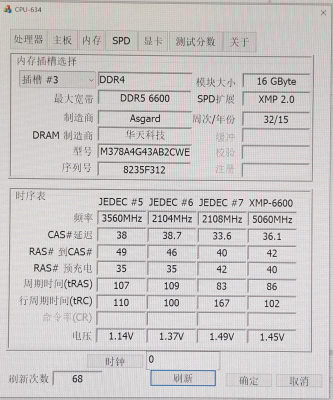 CPU-634
处理器 主板 内存 SPD 显卡 测试分数 关于
内存插槽选择
插槽 #3 DDR4 模块大小 16 GByte
最大宽带 DDR5 6600 SPD扩展 XMP 2.0
制造商 Asgard 周次/年份 32/15
DRAM 制造商 华天科技 缓冲
型号 M378A4G43AB2CWE 校验
序列号 8235F312 注册
时序表
JEDEC #5 JEDEC #6 JEDEC #7 XMP-6600
频率 3560MHz 2104MHz 2108MHz 5060MHz
CAS#延迟 38 38.7 33.6 36.1
RAS# 到CAS# 49 46 40 42
RAS# 预充电 35 35 42 40
周期时间(tRAS) 107 109 83 86
行周期时间(tRC) 110 100 167 102
命令率(CR)
电压 1.14V 1.37V 1.49V 1.45V
时钟 0
刷新次数 68 刷新 确定 取消